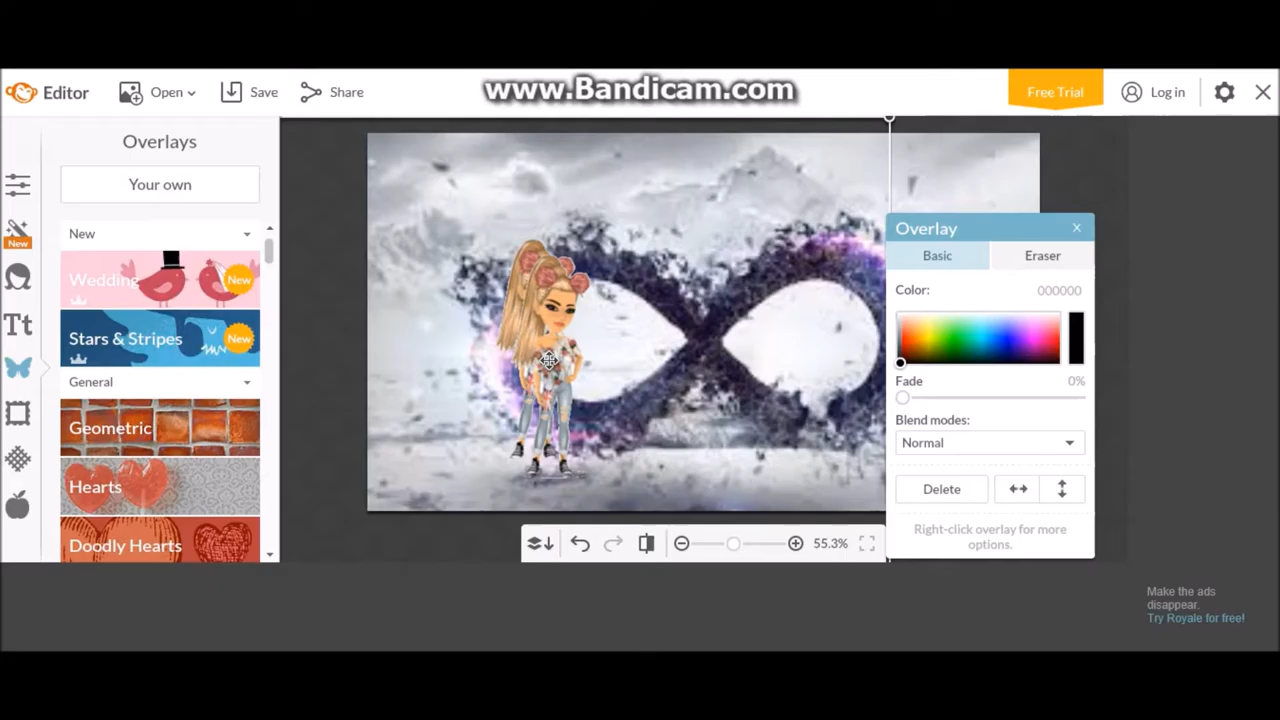 www.Bandicam.com
Editor
Open
Save
Share
Free Trial
Log in
Overlays
Your own
New
New
Wedding
New
Stars & Stripes
New
General
Geometric
Hearts
Doodly Hearts
Tt
Overlay
Basic
Eraser
Color:
000000
Fade
0%
Blend modes:
Normal
Delete
Right-click overlay for more
options.
55.3%
Make the ads
disappear.
Try Royale for free!